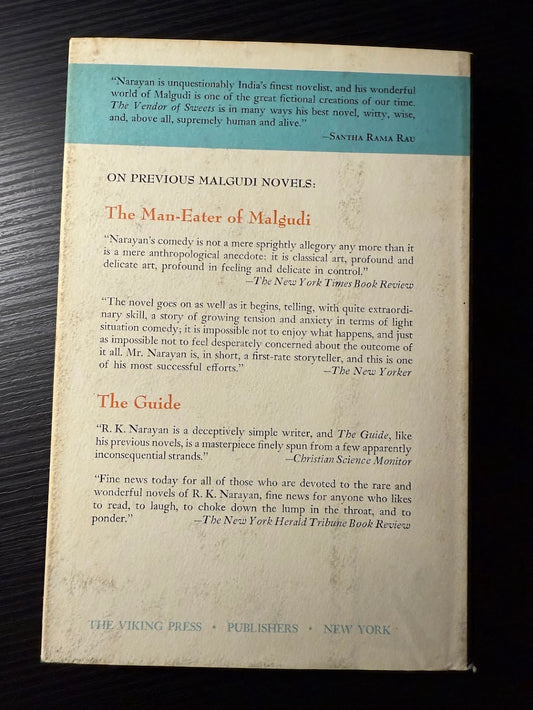 "Narayan is unquestionably India's finest novelist, and his wonderful
world of Malgudi is one of the great fictional creations of our time.
The Vendor of Sweets is in many ways his best novel, witty, wise,
and, above all, supremely human and alive."
—SANTHA RAMA RAU
ON PREVIOUS MALGUDI NOVELS:
The Man-Eater of Malgudi
"Narayan's comedy is not a mere sprightly allegory any more than it
is a mere anthropological anecdote: it is classical art, profound and
delicate art, profound in feeling and delicate in control."
—The New York Times Book Review
"The novel goes on as well as it begins, telling, with quite extraordi-
nary skill, a story of growing tension and anxiety in terms of light
situation comedy; it is impossible not to enjoy what happens, and just
as impossible not to feel desperately concerned about the outcome of
it all. Mr. Narayan is, in short, a first-rate storyteller, and this is one
of his most successful efforts." —The New Yorker
The Guide
"R. K. Narayan is a deceptively simple writer, and The Guide, like
his previous novels, is a masterpiece finely spun from a few apparently
inconsequential strands." —Christian Science Monitor
"Fine news today for all of those who are devoted to the rare and
wonderful novels of R. K. Narayan, fine news for anyone who likes
to read, to laugh, to choke down the lump in the throat, and to
ponder." —The New York Herald Tribune Book Review
THE VIKING PRESS • PUBLISHERS • NEW YORK